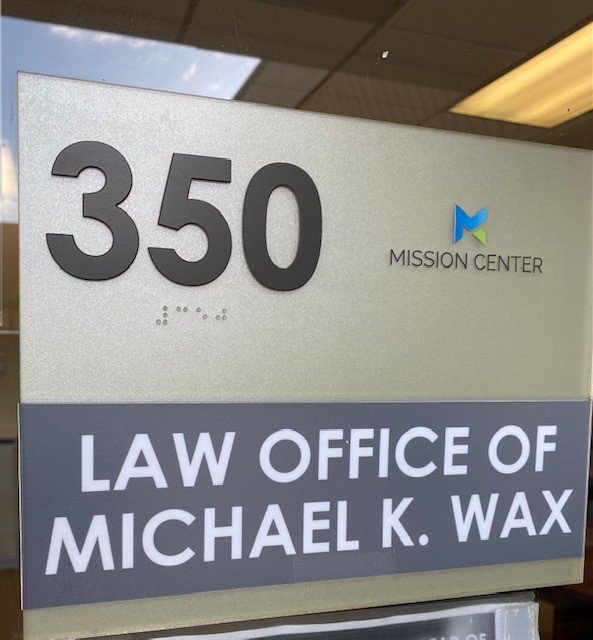 350
MISSION CENTER
⠼⠉⠑⠚
LAW OFFICE OF
MICHAEL K. WAX